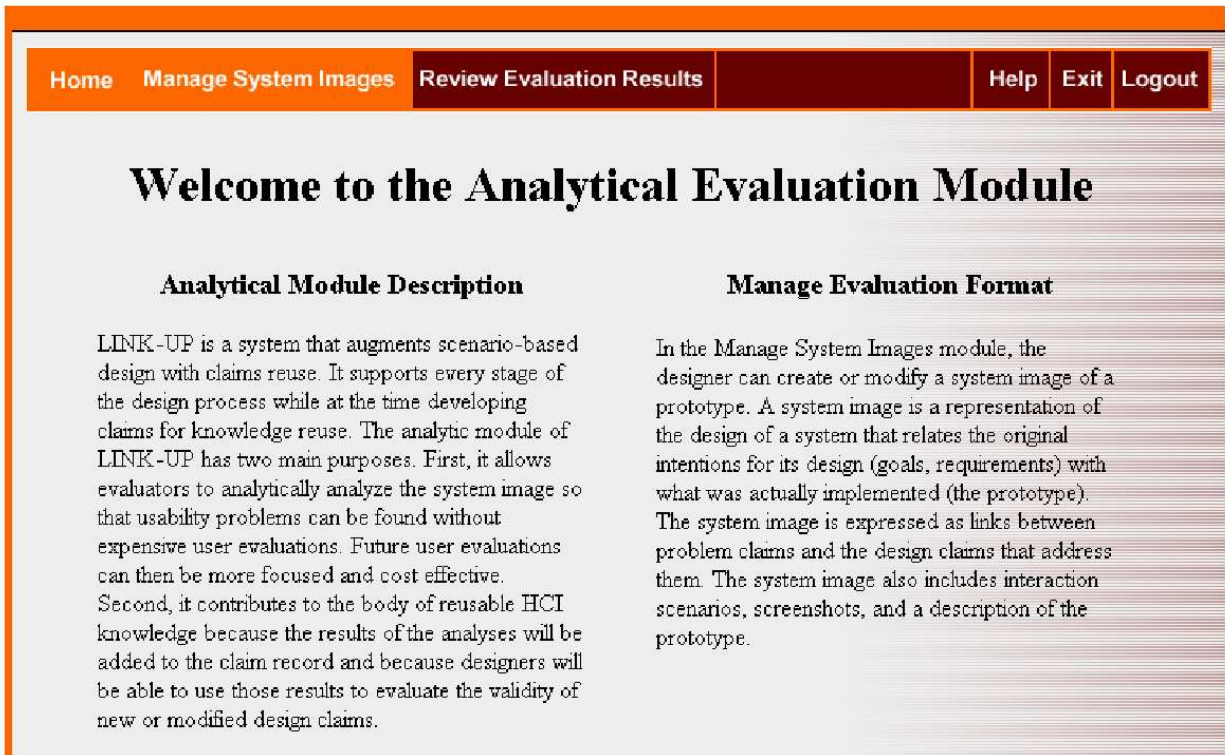 Home Manage System Images Review Evaluation Results Help Exit Logout
Welcome to the Analytical Evaluation Module
Analytical Module Description
LINK-UP is a system that augments scenario-based
design with claims reuse. It supports every stage of
the design process while at the time developing
claims for knowledge reuse. The analytic module of
LINK-UP has two main purposes. First, it allows
evaluators to analytically analyze the system image so
that usability problems can be found without
expensive user evaluations. Future user evaluations
can then be more focused and cost effective.
Second, it contributes to the body of reusable HCI
knowledge because the results of the analyses will be
added to the claim record and because designers will
be able to use those results to evaluate the validity of
new or modified design claims.
Manage Evaluation Format
In the Manage System Images module, the
designer can create or modify a system image of a
prototype. A system image is a representation of
the design of a system that relates the original
intentions for its design (goals, requirements) with
what was actually implemented (the prototype).
The system image is expressed as links between
problem claims and the design claims that address
them. The system image also includes interaction
scenarios, screenshots, and a description of the
prototype.